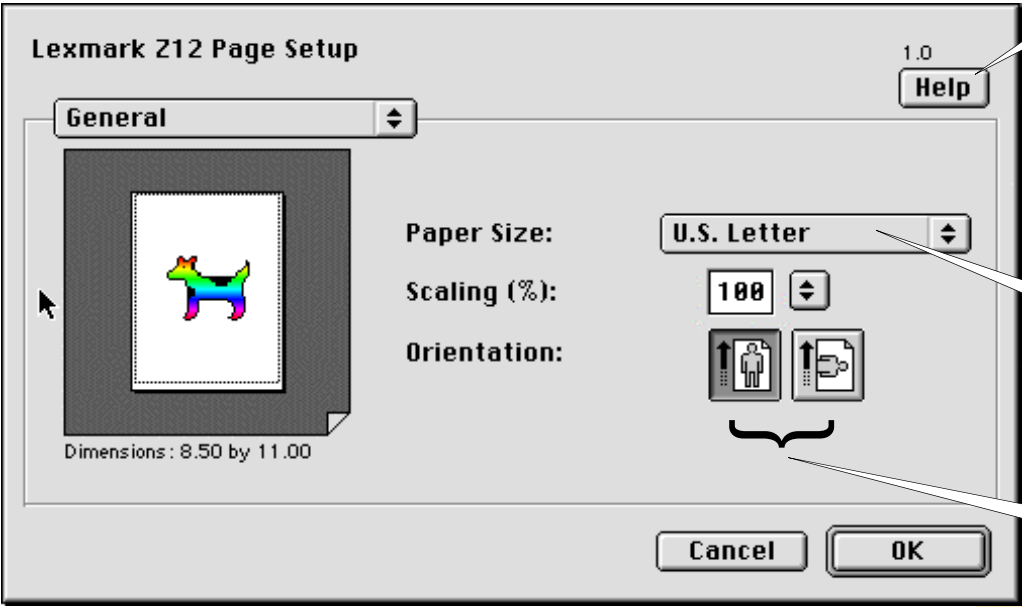 Lexmark Z12 Page Setup
1.0
Help
General
Paper Size: U.S. Letter
Scaling (%): 100
Orientation:
Dimensions: 8.50 by 11.00
Cancel OK